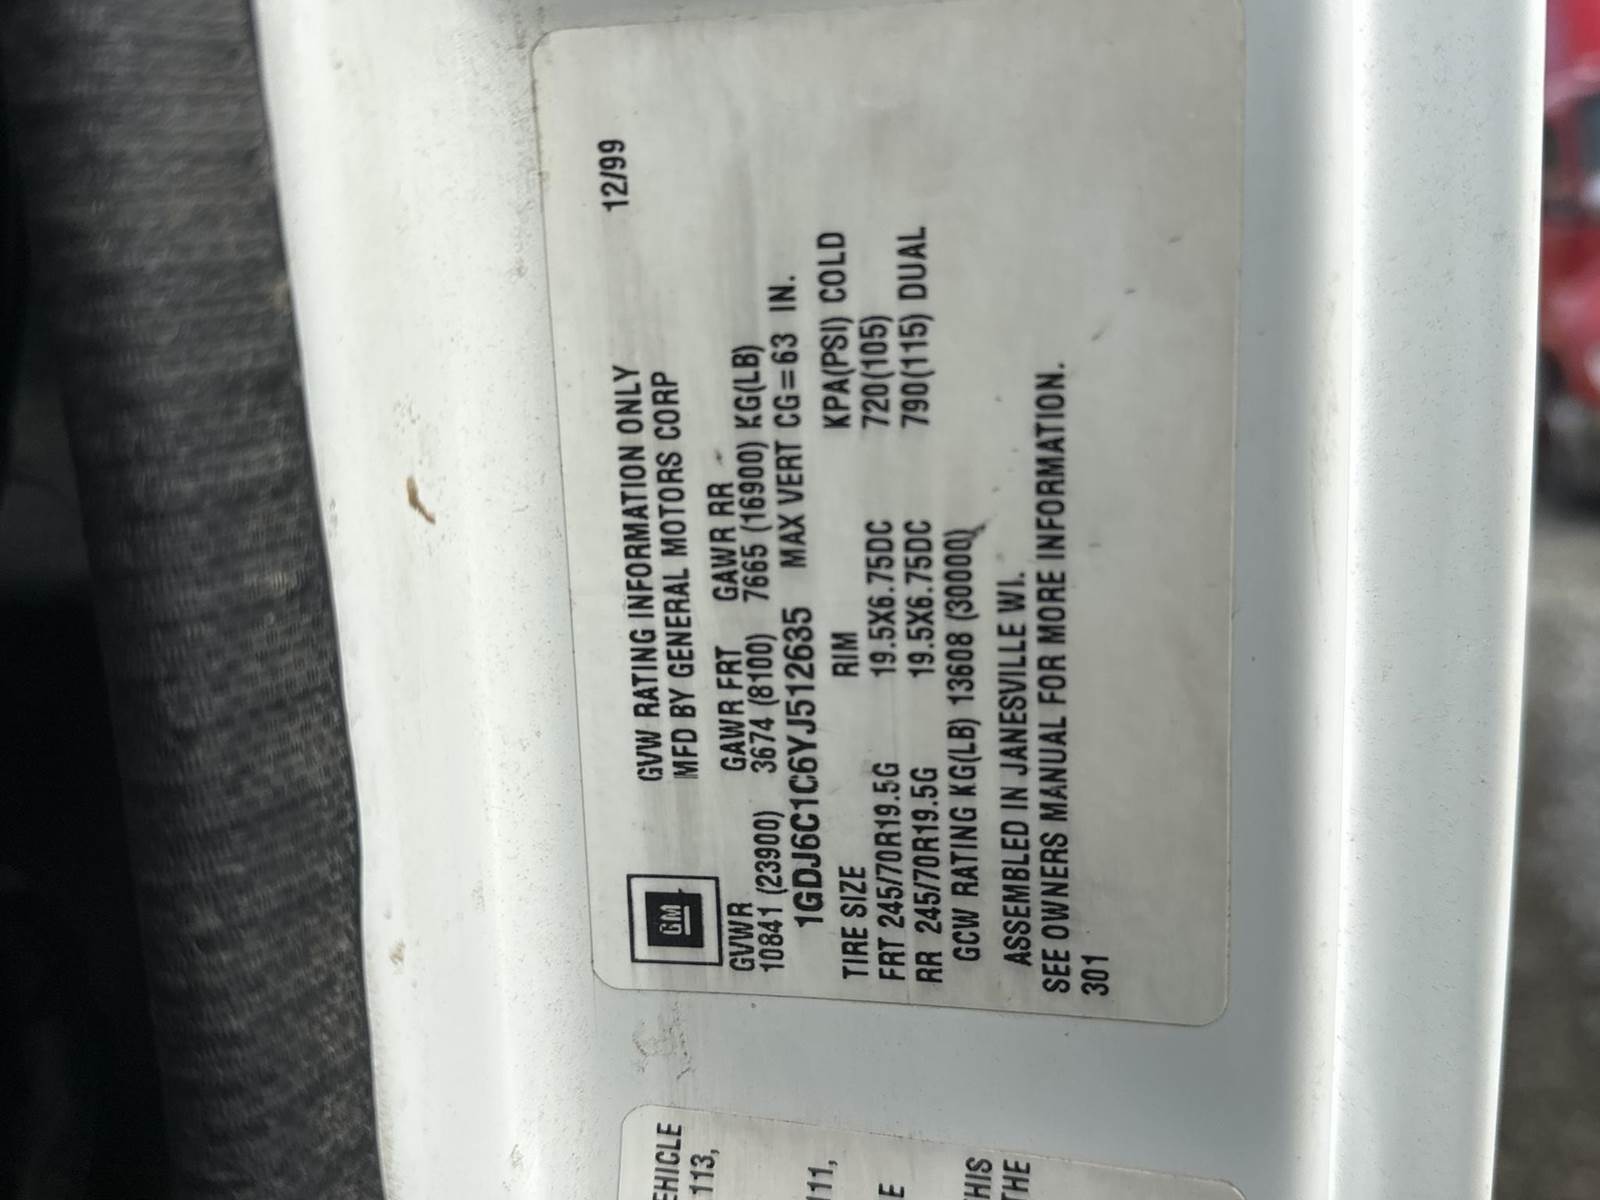 12/99
GVW RATING INFORMATION ONLY
MFD BY GENERAL MOTORS CORP
GM
GVWR GAWR FRT GAWR RR
10841 (23900) 3674 (8100) 7665 (16900) KG(LB)
1GDJ6C1C6YJ512635 MAX VERT CG=63 IN.
TIRE SIZE RIM KPA(PSI) COLD
FRT 245/70R19.5G 19.5X6.75DC 720(105)
RR 245/70R19.5G 19.5X6.75DC 790(115) DUAL
GCW RATING KG(LB) 13608 (30000)
ASSEMBLED IN JANESVILLE WI.
SEE OWNERS MANUAL FOR MORE INFORMATION.
301
EHICLE
113,
111,
E
HIS
THE